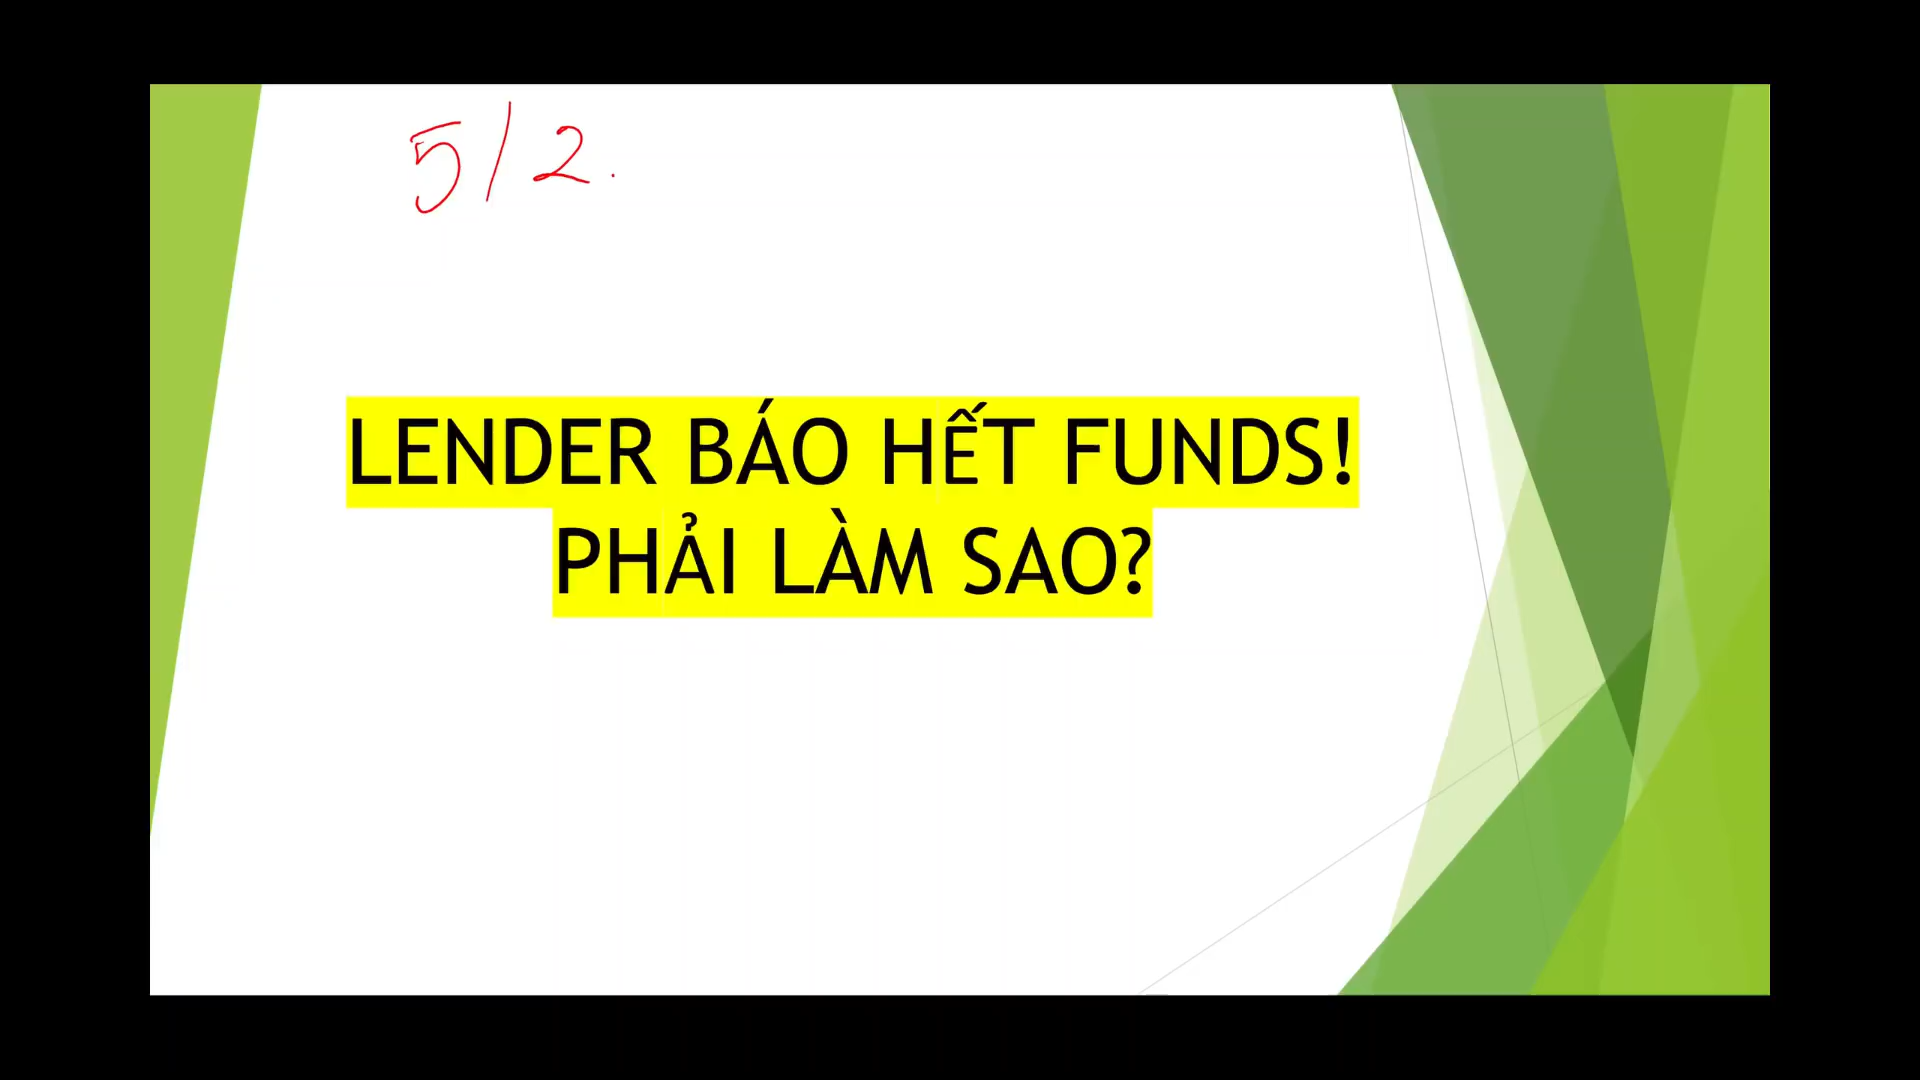 5/2.
LENDER BÁO HẾT FUNDS!
PHẢI LÀM SAO?